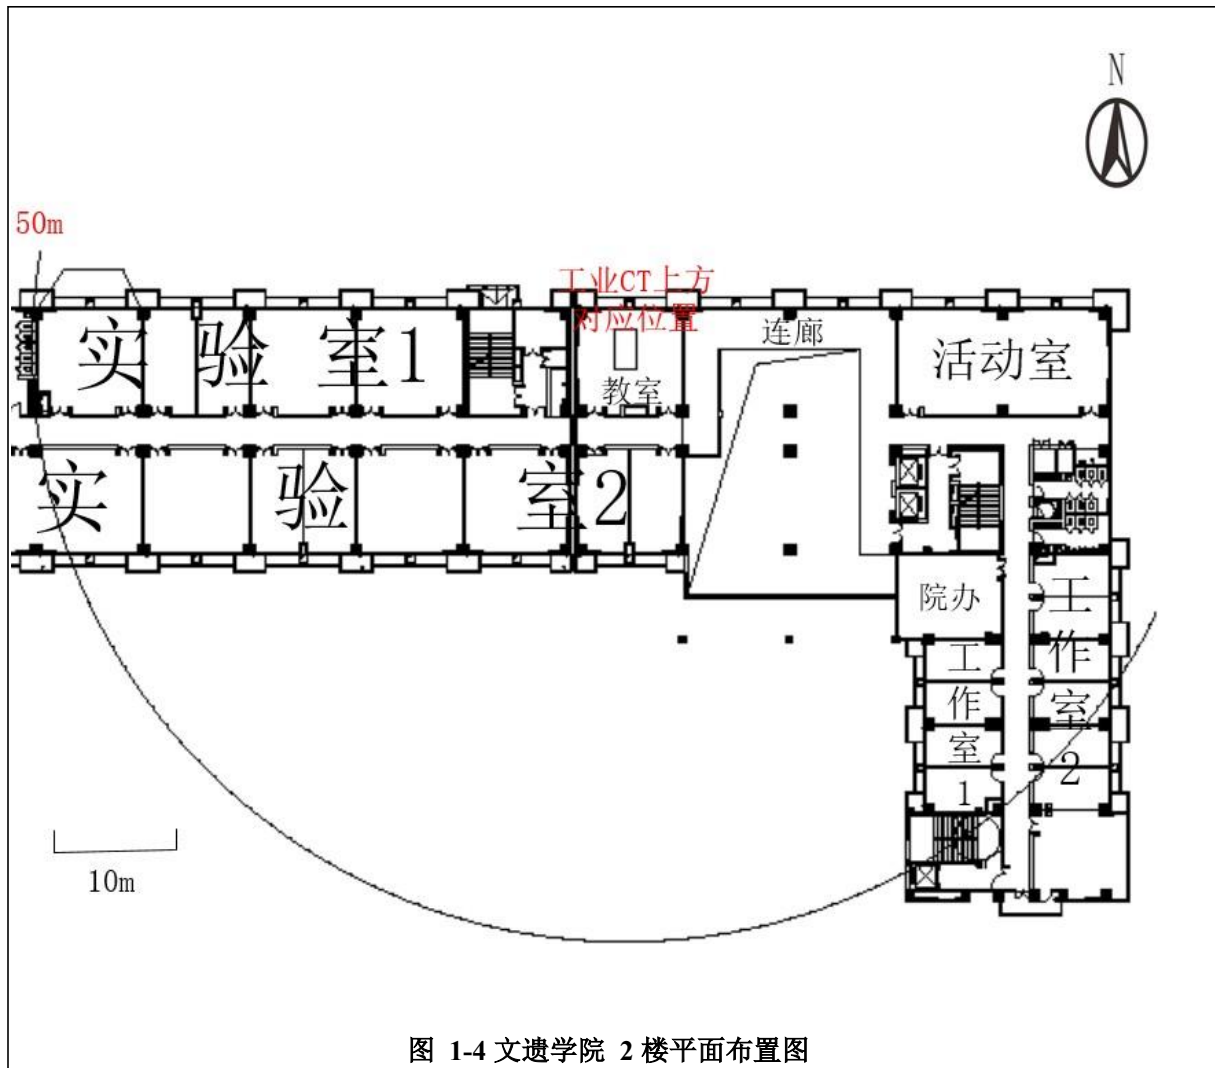 N
50m
工业CT上方
对应位置
连廊
实 验 室1
教室
活动室
实 验 室2
院办
工作室1
工作室2
10m
图 1-4 文遗学院 2 楼平面布置图